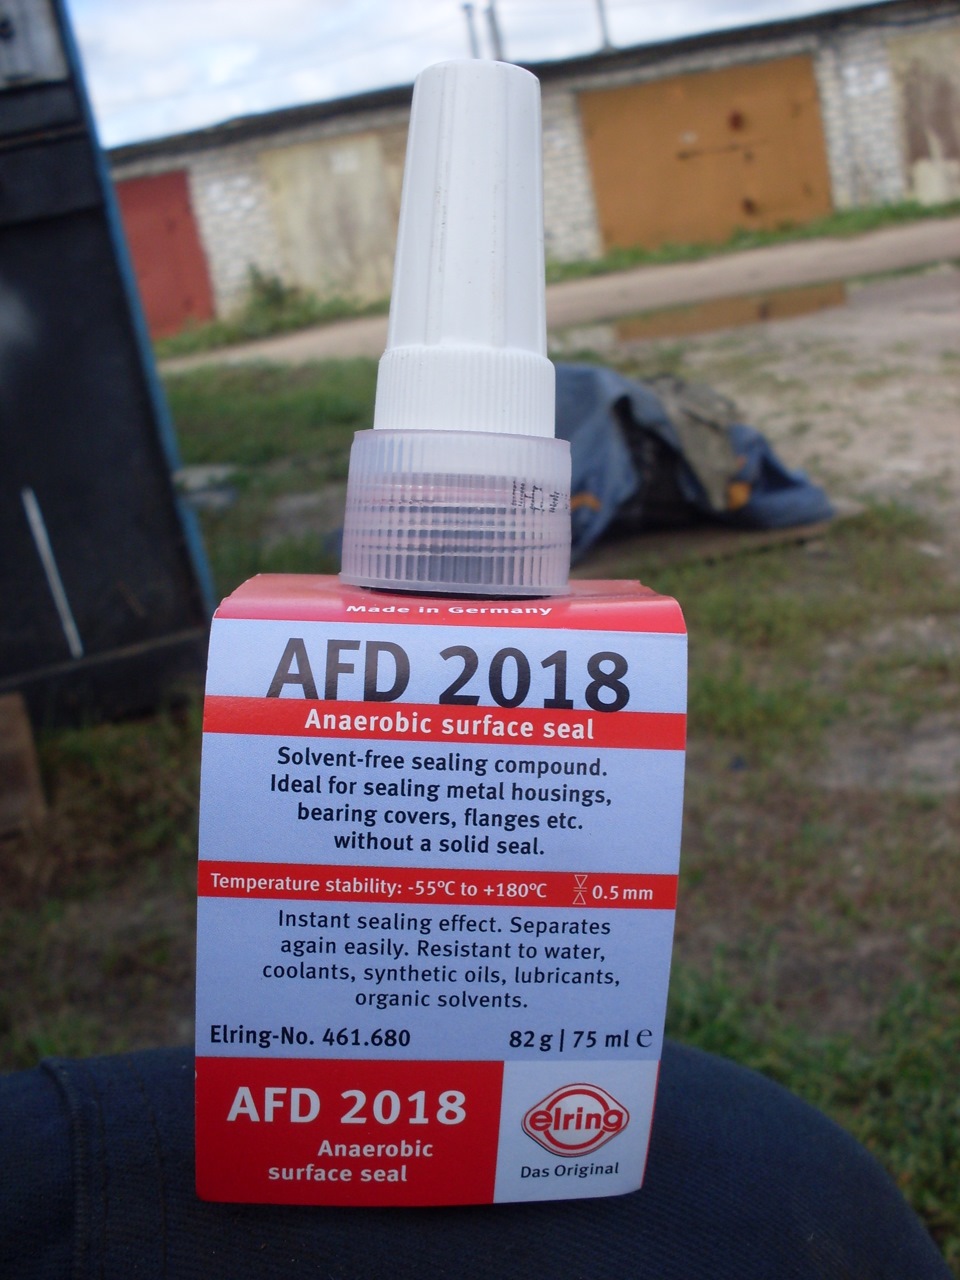 Made in Germany
AFD 2018
Anaerobic surface seal
Solvent-free sealing compound.
Ideal for sealing metal housings,
bearing covers, flanges etc.
without a solid seal.
Temperature stability: -55°C to +180°C 0.5 mm
Instant sealing effect. Separates
again easily. Resistant to water,
coolants, synthetic oils, lubricants,
organic solvents.
Elring-No. 461.680 82 g | 75 ml ℮
AFD 2018
Anaerobic
surface seal
elring
Das Original